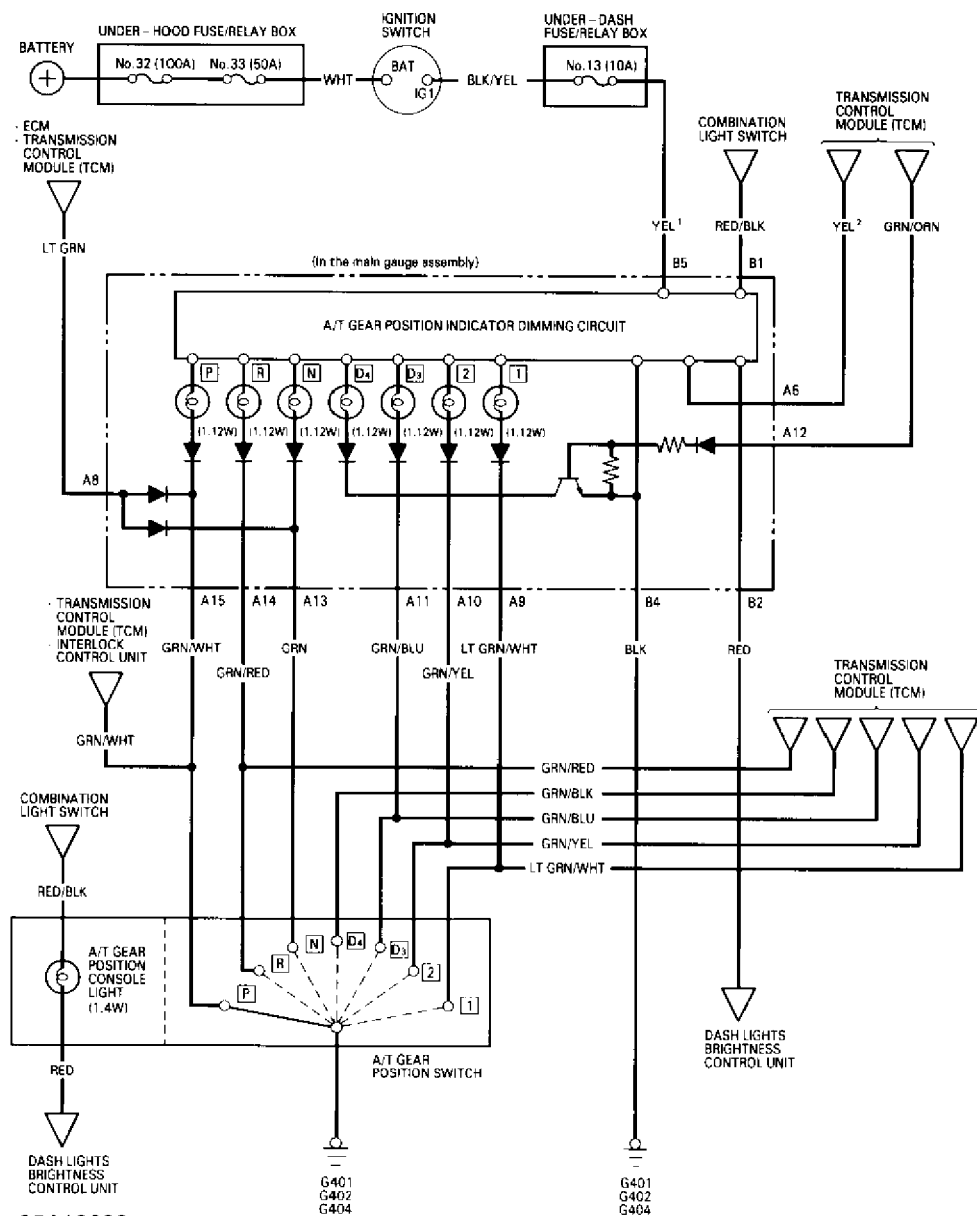 IGNITION
SWITCH
UNDER-DASH
FUSE/RELAY BOX
UNDER-HOOD FUSE/RELAY BOX
BATTERY
No.32 (100A)
No.33 (50A)
WHT
BAT
IG1
BLK/YEL
No.13 (10A)
· ECM
· TRANSMISSION
CONTROL
MODULE (TCM)
COMBINATION
LIGHT SWITCH
TRANSMISSION
CONTROL
MODULE (TCM)
LT GRN
YEL¹
RED/BLK
YEL²
GRN/ORN
(In the main gauge assembly)
B5
B1
A/T GEAR POSITION INDICATOR DIMMING CIRCUIT
P
R
N
D4
D3
2
1
A6
(1.12W)
(1.12W)
(1.12W)
(1.12W)
(1.12W)
(1.12W)
(1.12W)
A12
A8
· TRANSMISSION
CONTROL
MODULE (TCM)
· INTERLOCK
CONTROL UNIT
A15
A14
A13
A11
A10
A9
B4
B2
GRN/WHT
GRN/RED
GRN
GRN/BLU
GRN/YEL
LT GRN/WHT
BLK
RED
TRANSMISSION
CONTROL
MODULE (TCM)
GRN/WHT
GRN/RED
GRN/BLK
GRN/BLU
GRN/YEL
LT GRN/WHT
COMBINATION
LIGHT SWITCH
RED/BLK
A/T GEAR
POSITION
CONSOLE
LIGHT
(1.4W)
P
R
N
D4
D3
2
1
RED
A/T GEAR
POSITION SWITCH
DASH LIGHTS
BRIGHTNESS
CONTROL UNIT
DASH LIGHTS
BRIGHTNESS
CONTROL UNIT
G401
G402
G404
G401
G402
G404